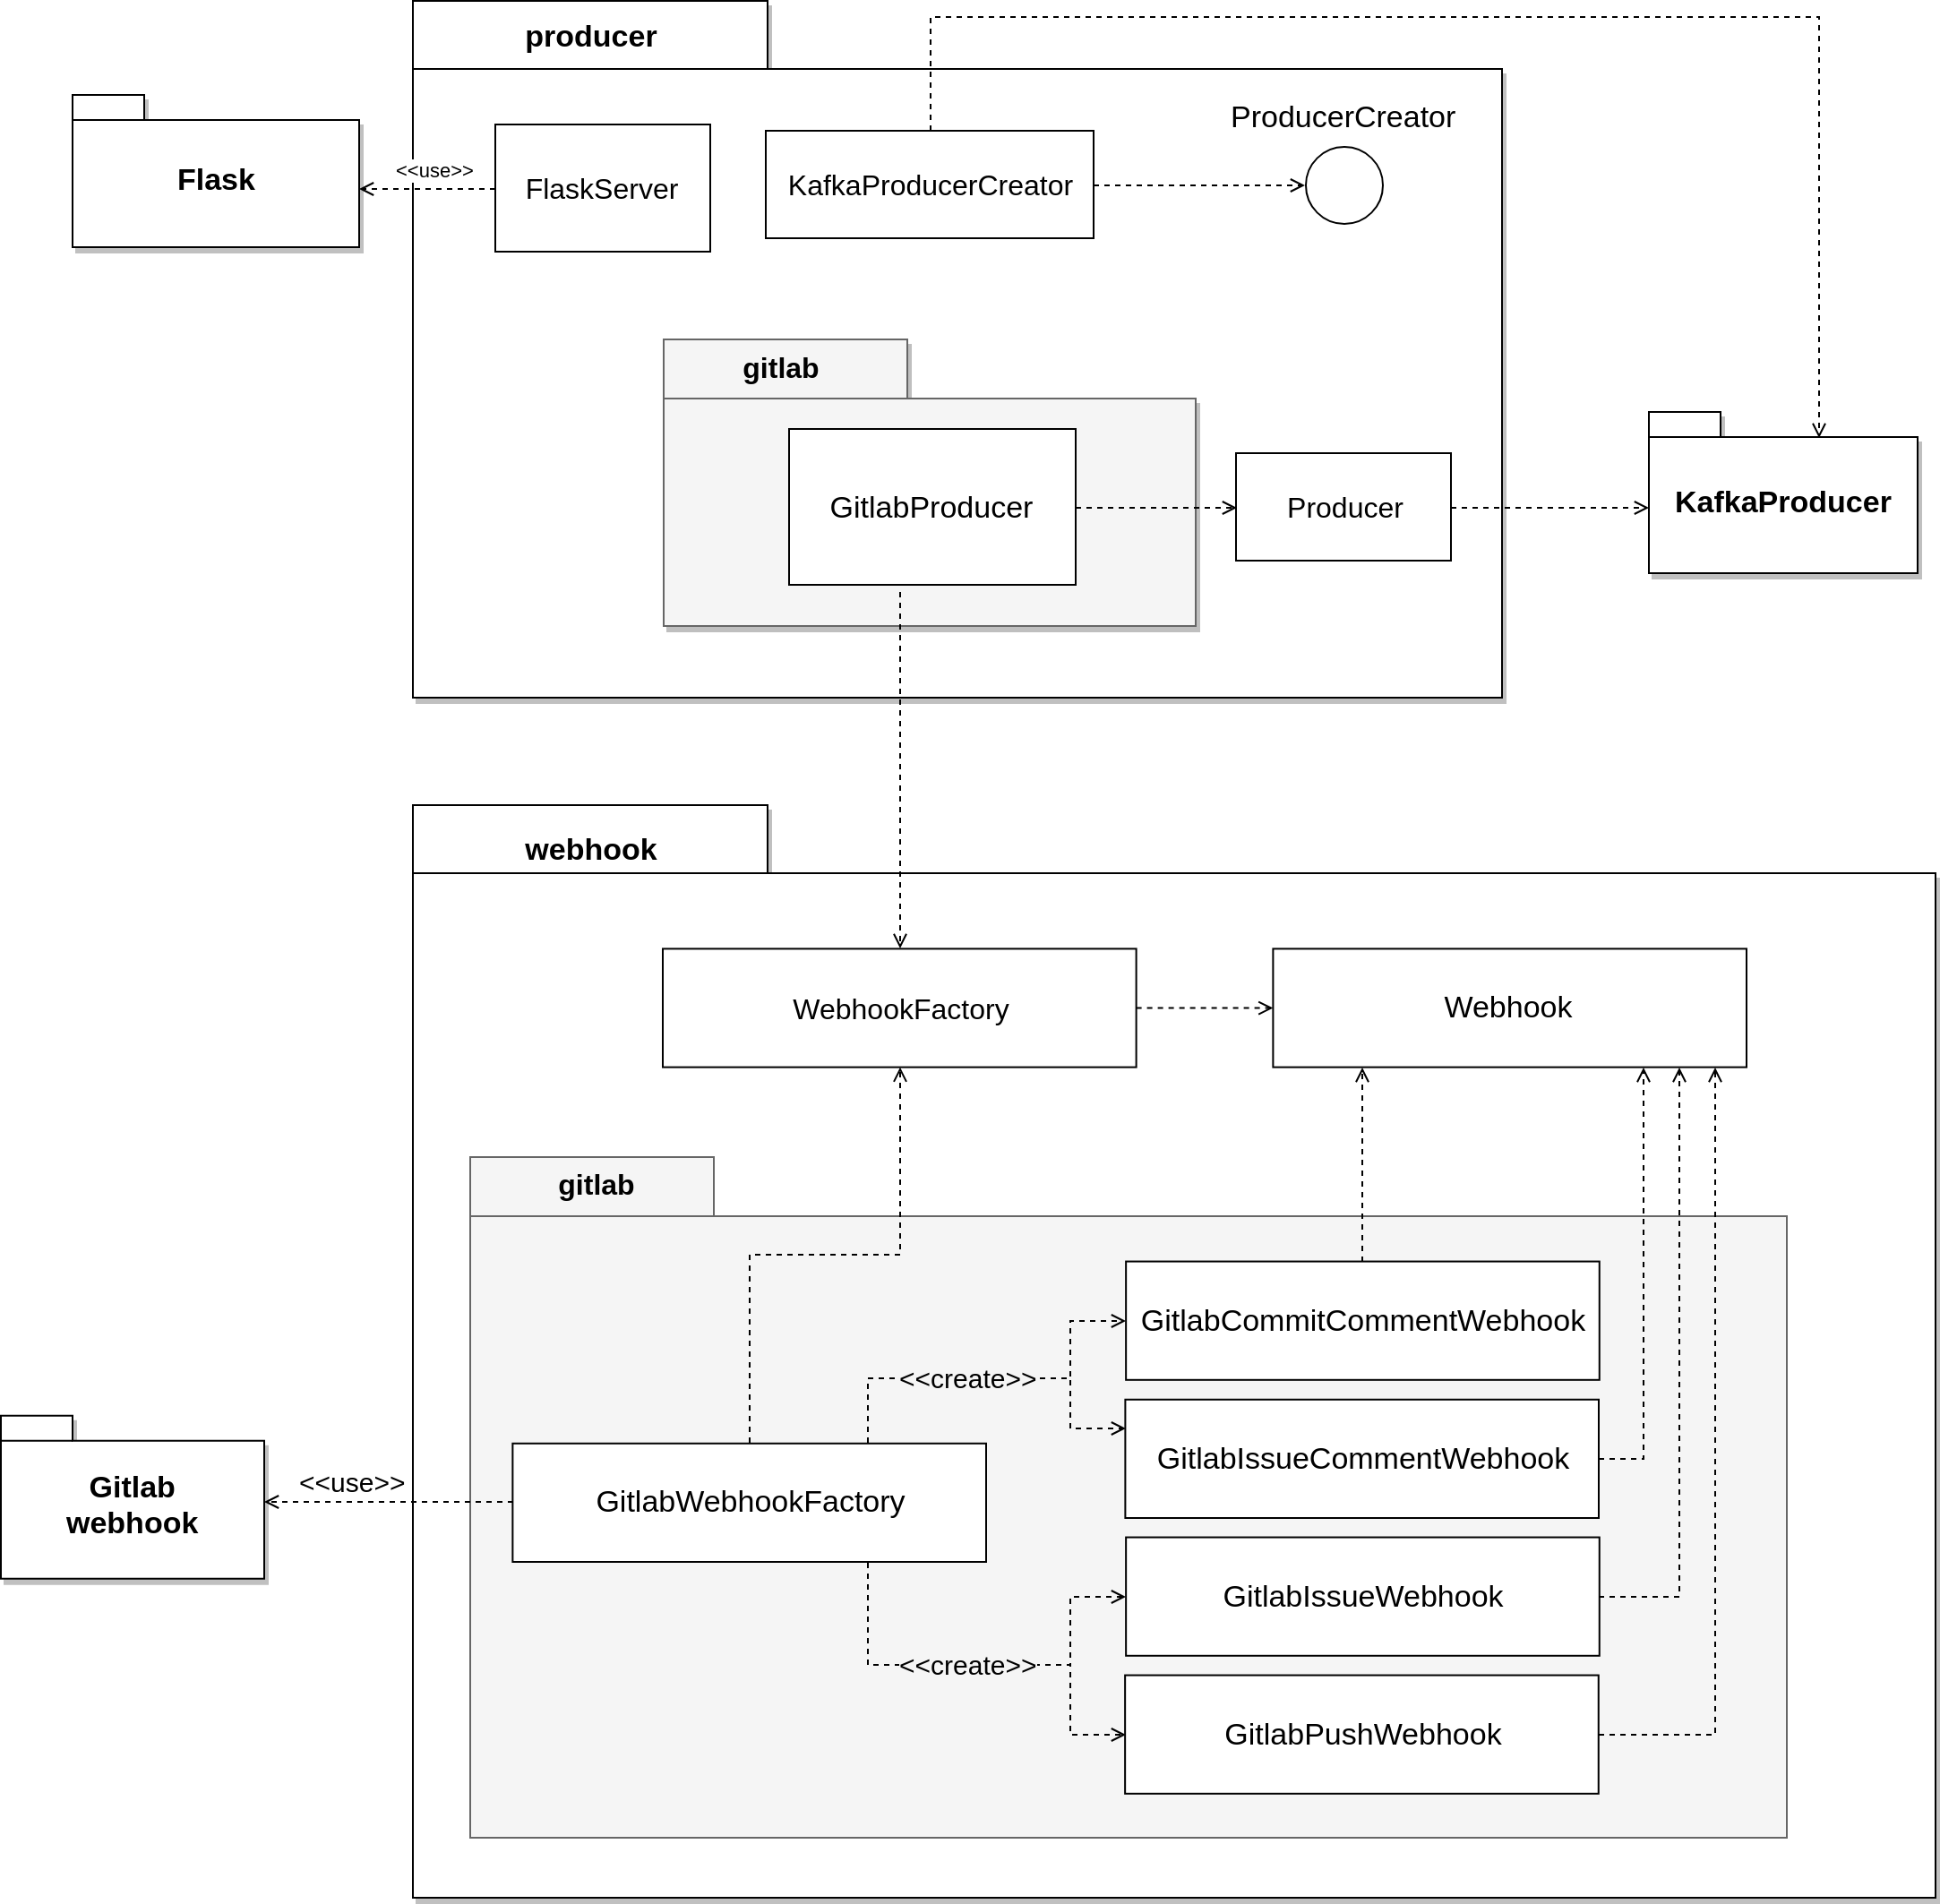 producer
ProducerCreator
Flask
<<use>>
FlaskServer
KafkaProducerCreator
gitlab
GitlabProducer
Producer
KafkaProducer
webhook
WebhookFactory
Webhook
gitlab
GitlabCommitCommentWebhook
<<create>>
GitlabIssueCommentWebhook
Gitlab
webhook
<<use>>
GitlabWebhookFactory
GitlabIssueWebhook
<<create>>
GitlabPushWebhook